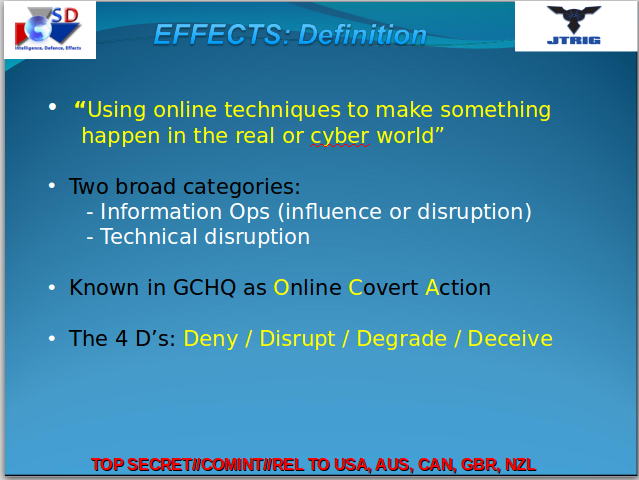 SD
Intelligence, Defence, Effects
EFFECTS: Definition
JTRIG
• “Using online techniques to make something
happen in the real or cyber world”
• Two broad categories:
- Information Ops (influence or disruption)
- Technical disruption
• Known in GCHQ as Online Covert Action
• The 4 D’s: Deny / Disrupt / Degrade / Deceive
TOP SECRET//COMINT//REL TO USA, AUS, CAN, GBR, NZL